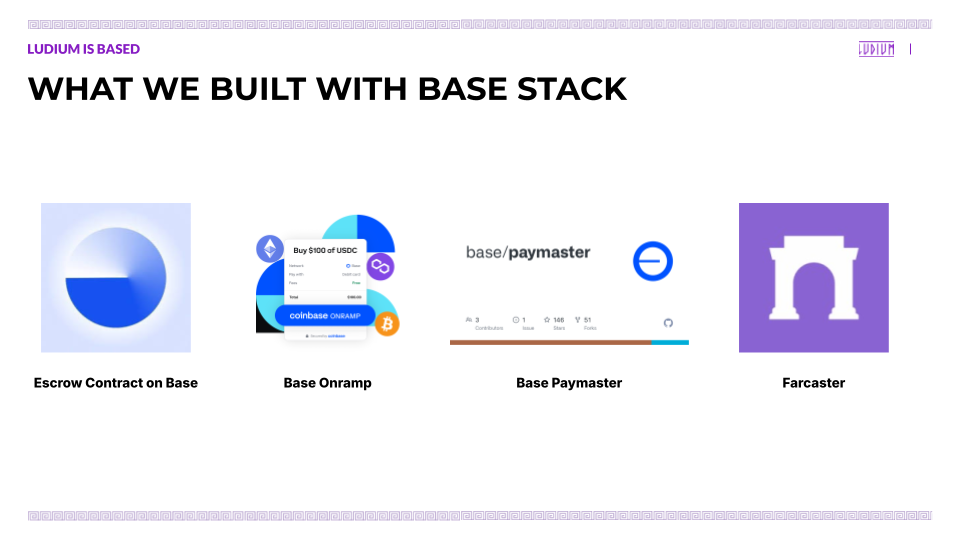 LUDIUM IS BASED
LUDIUM
WHAT WE BUILT WITH BASE STACK
Buy $100 of USDC
Network
Base
Pay with
Fees
Free
Total
$100.00
coinbase ONRAMP
Secured by coinbase
base/paymaster
3
Contributors
1
Issue
146
Stars
51
Forks
Escrow Contract on Base
Base Onramp
Base Paymaster
Farcaster